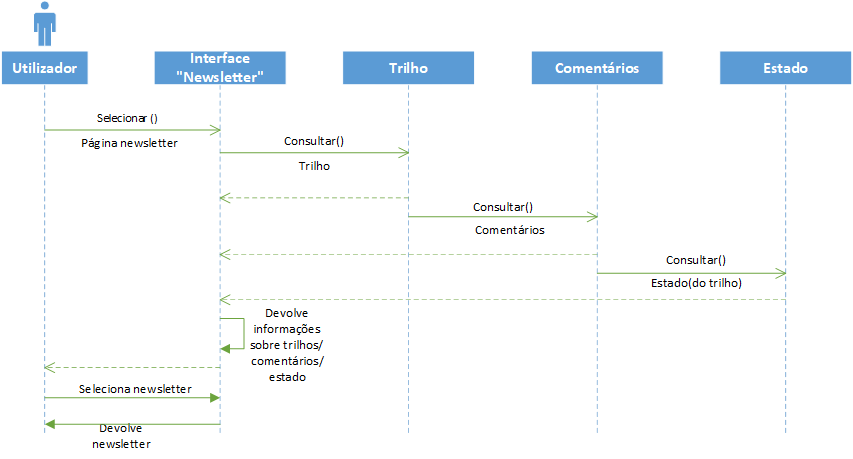 Utilizador
Interface
"Newsletter"
Trilho
Comentários
Estado
Selecionar ()
Página newsletter
Consultar()
Trilho
Consultar()
Comentários
Consultar()
Estado(do trilho)
Devolve
informações
sobre trilhos/
comentários/
estado
Seleciona newsletter
Devolve
newsletter